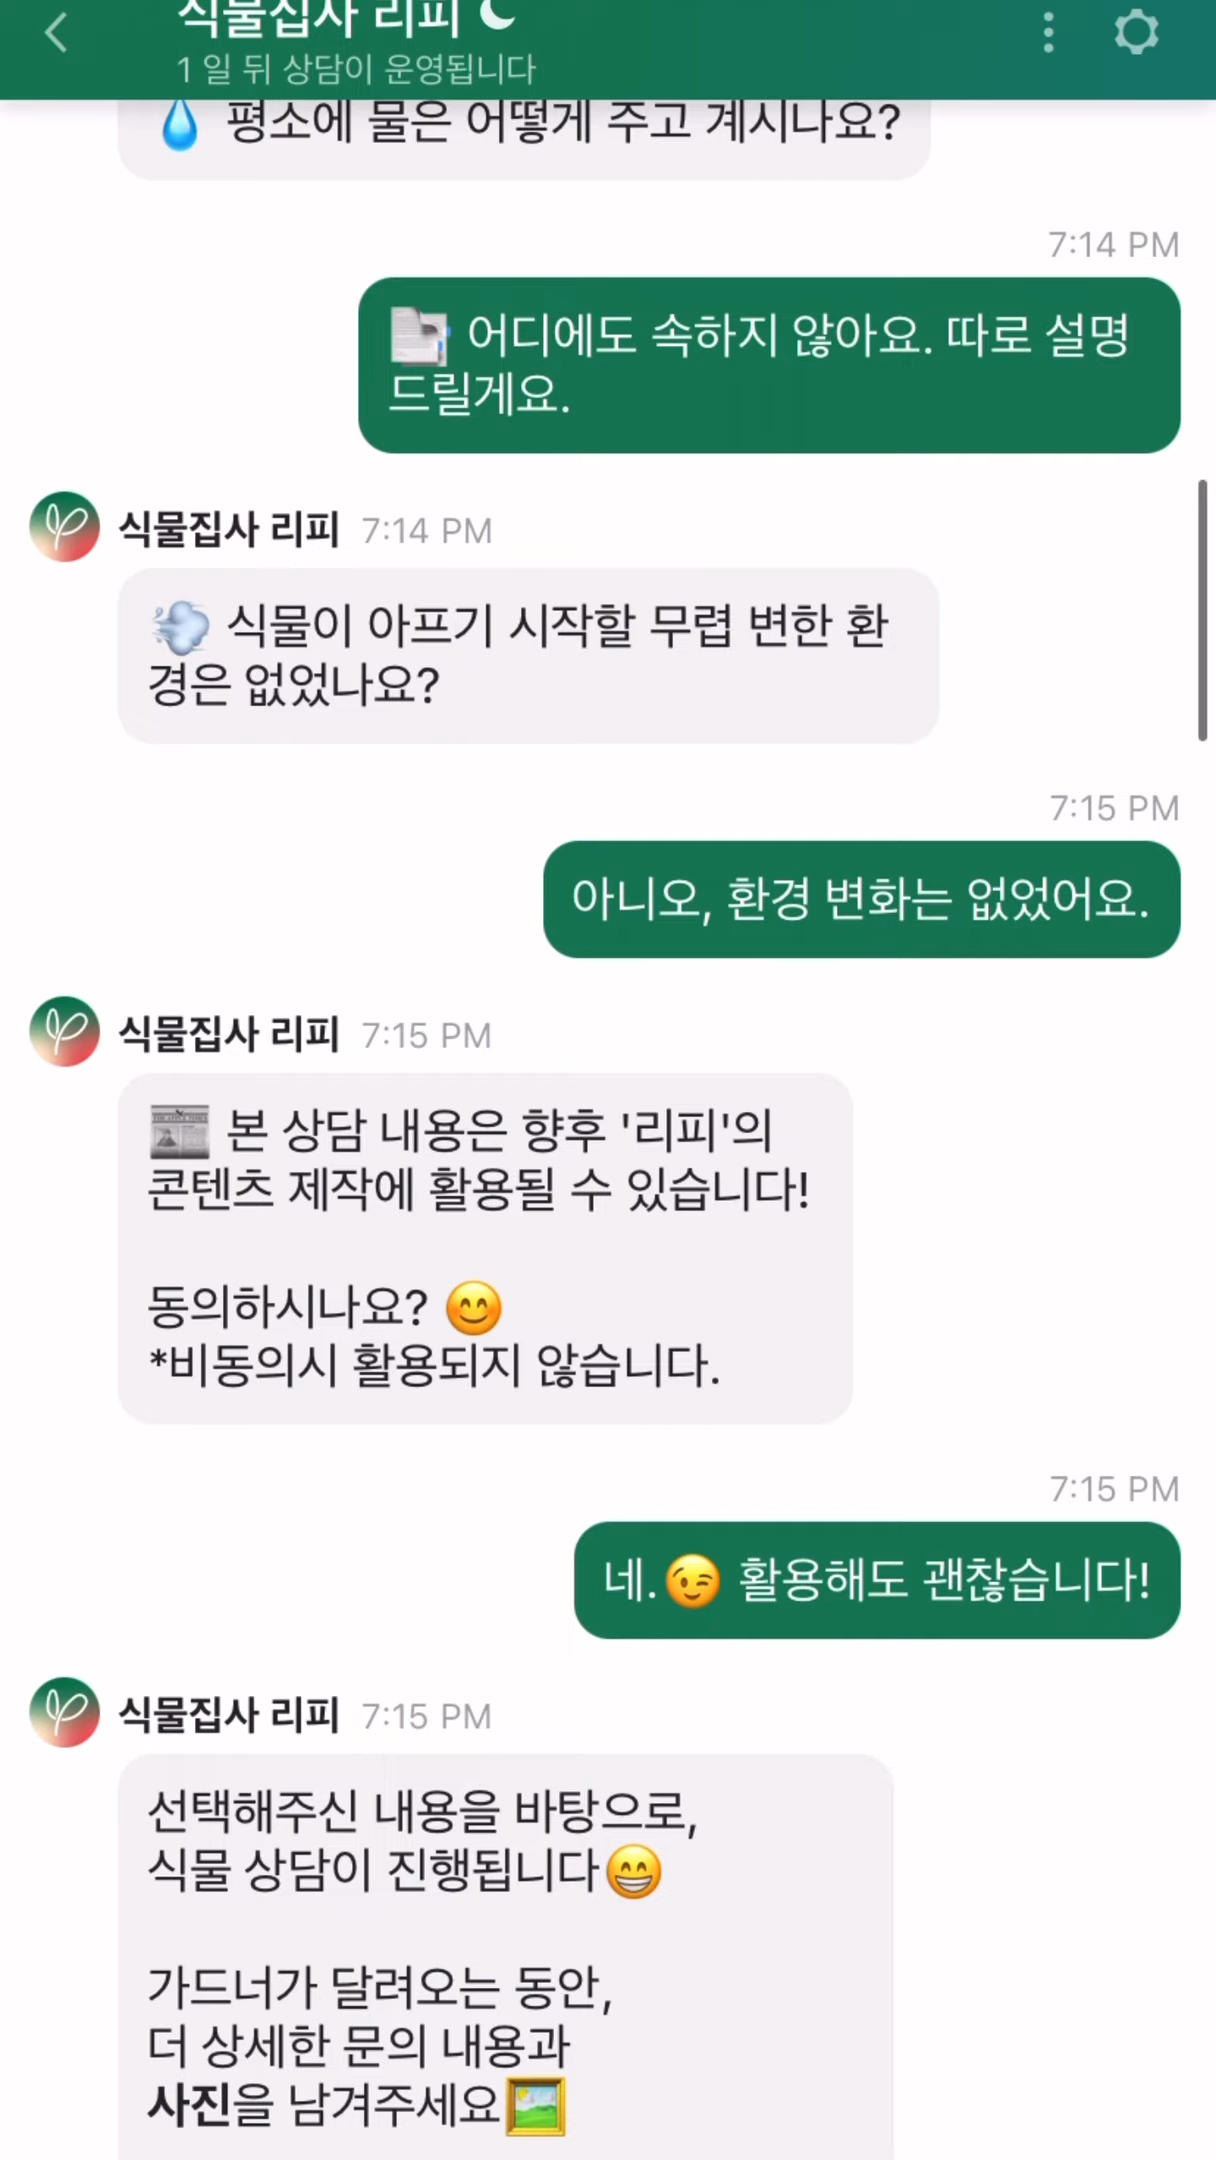 식물집사 리피
1 일 뒤 상담이 운영됩니다
💧 평소에 물은 어떻게 주고 계시나요?
7:14 PM
📑 어디에도 속하지 않아요. 따로 설명
드릴게요.
식물집사 리피 7:14 PM
💨 식물이 아프기 시작할 무렵 변한 환
경은 없었나요?
7:15 PM
아니오, 환경 변화는 없었어요.
식물집사 리피 7:15 PM
📰 본 상담 내용은 향후 '리피'의
콘텐츠 제작에 활용될 수 있습니다!
동의하시나요? 😊
*비동의시 활용되지 않습니다.
7:15 PM
네.😉 활용해도 괜찮습니다!
식물집사 리피 7:15 PM
선택해주신 내용을 바탕으로,
식물 상담이 진행됩니다😁
가드너가 달려오는 동안,
더 상세한 문의 내용과
사진을 남겨주세요🖼️